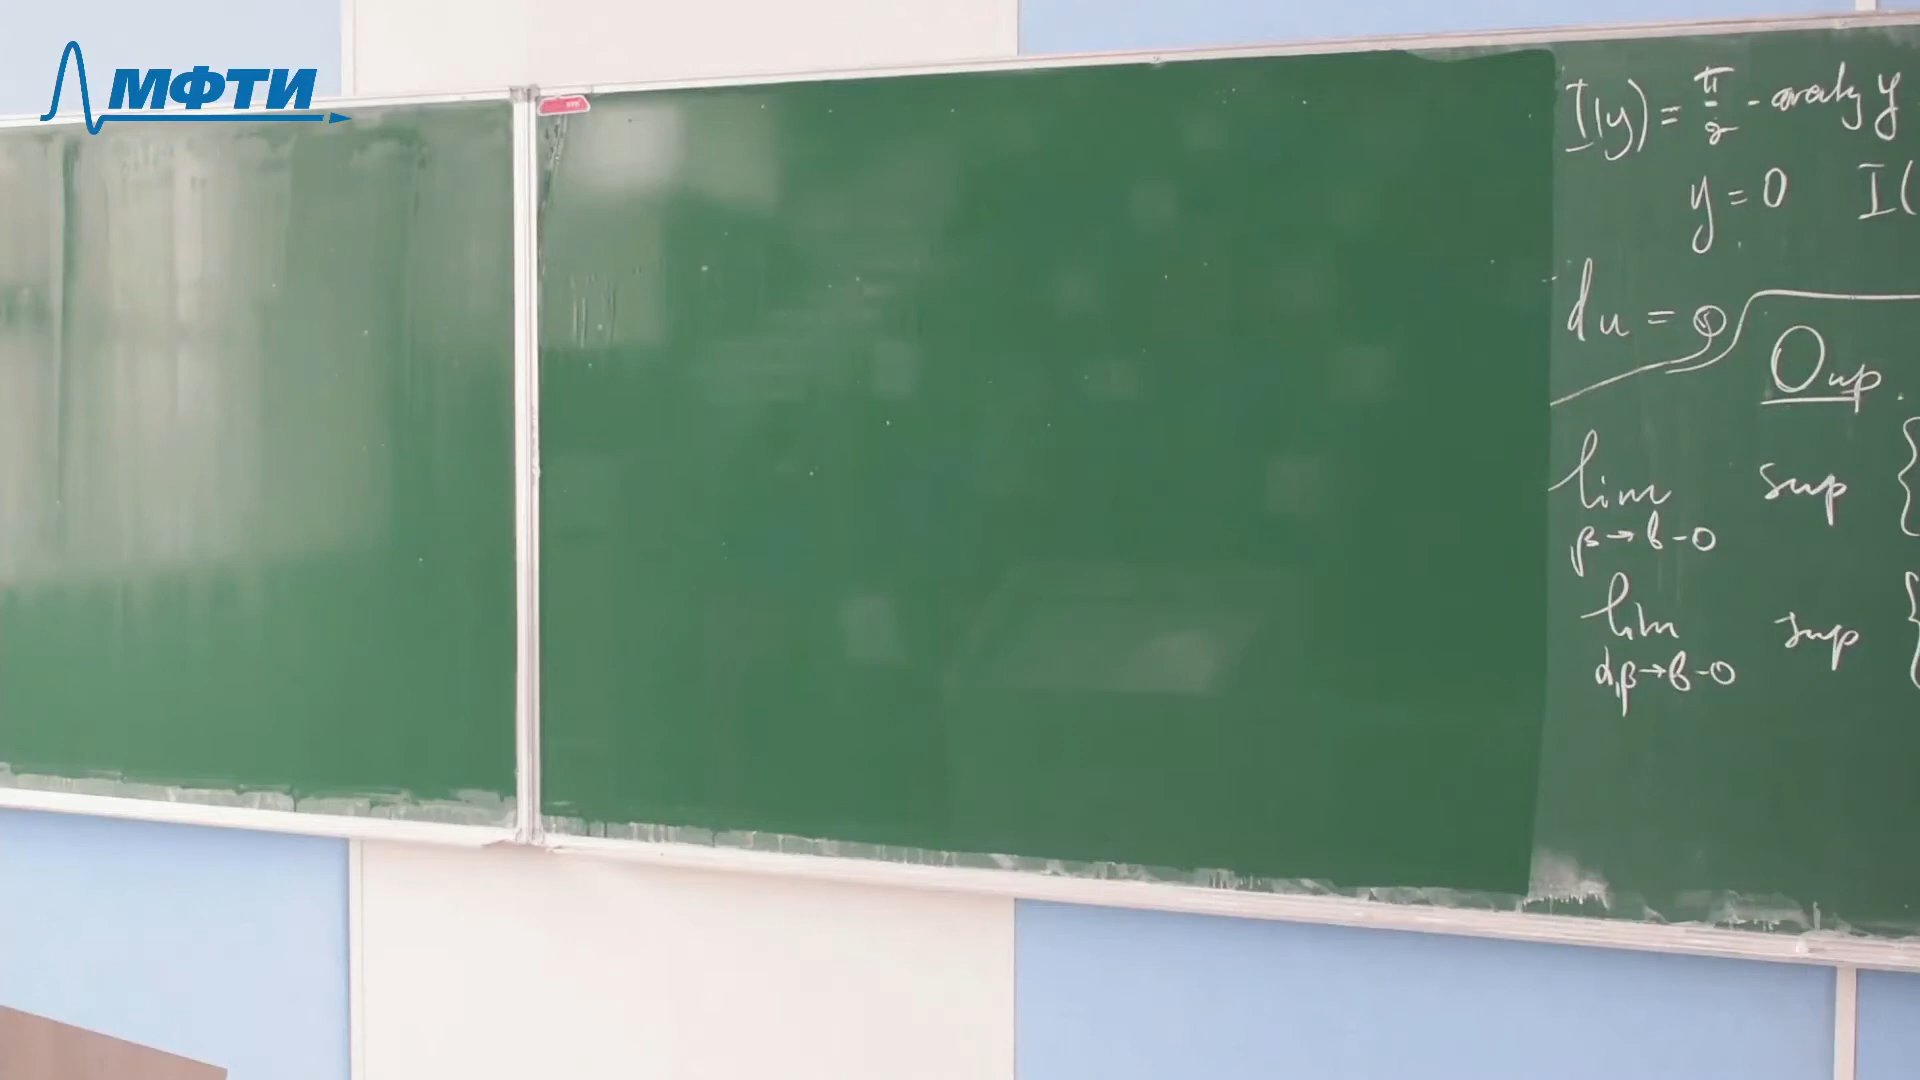 МФТИ
I(y) = π/2 - arctg y
y = 0 I(
du =
Опр.
lim sup {
β→b-0
lim sup {
α,β→b-0